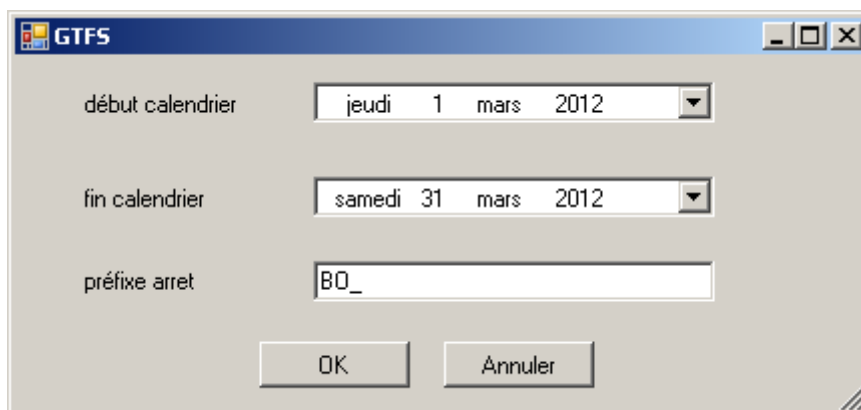 GTFS
début calendrier jeudi 1 mars 2012
fin calendrier samedi 31 mars 2012
préfixe arret BO_
OK Annuler